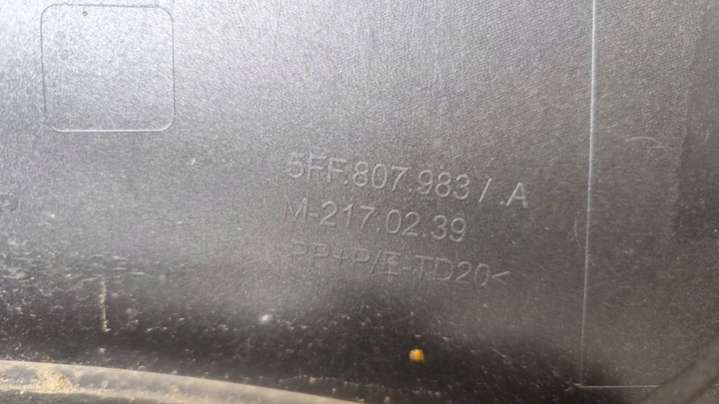 5FF.807.983 / .A
M-217.02.39
PP+P/E-TD20<